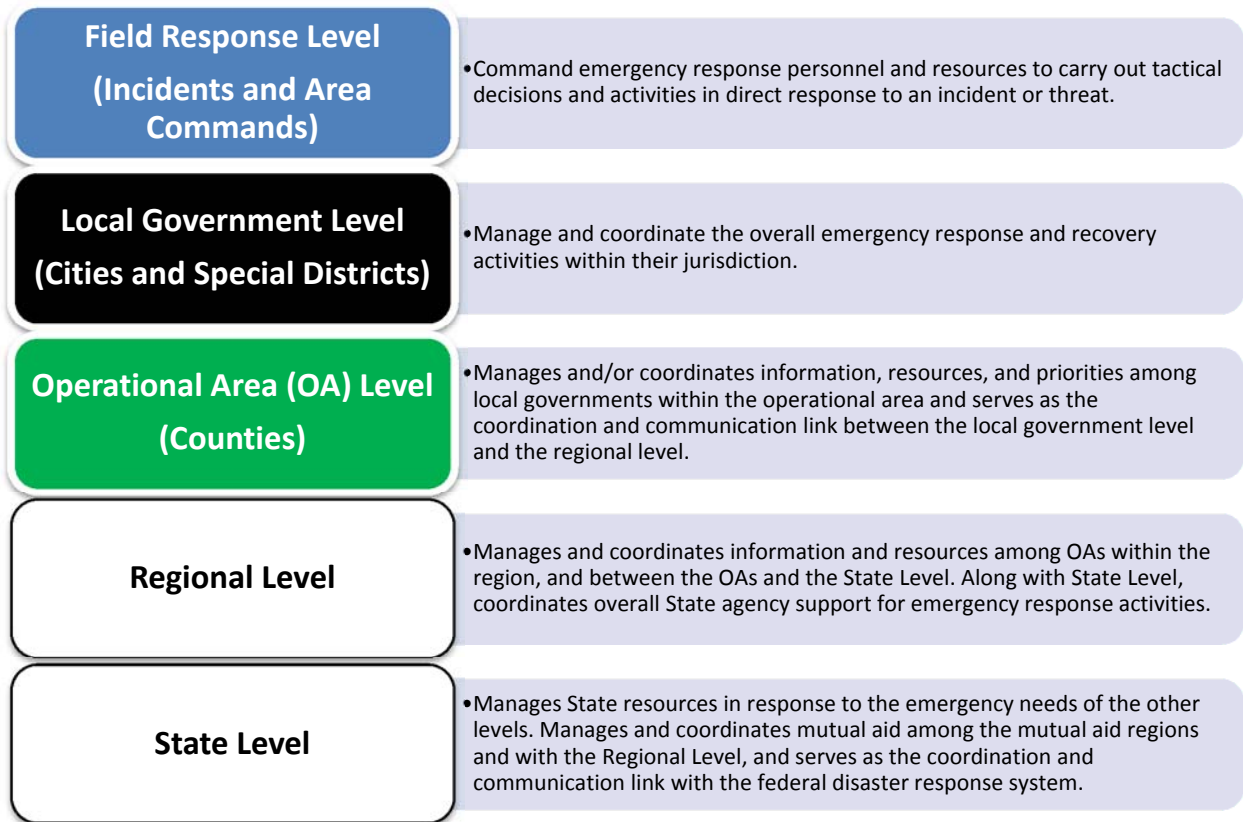 Field Response Level
(Incidents and Area
Commands)
•Command emergency response personnel and resources to carry out tactical
decisions and activities in direct response to an incident or threat.
Local Government Level
(Cities and Special Districts)
•Manage and coordinate the overall emergency response and recovery
activities within their jurisdiction.
Operational Area (OA) Level
(Counties)
•Manages and/or coordinates information, resources, and priorities among
local governments within the operational area and serves as the
coordination and communication link between the local government level
and the regional level.
Regional Level
•Manages and coordinates information and resources among OAs within the
region, and between the OAs and the State Level. Along with State Level,
coordinates overall State agency support for emergency response activities.
State Level
•Manages State resources in response to the emergency needs of the other
levels. Manages and coordinates mutual aid among the mutual aid regions
and with the Regional Level, and serves as the coordination and
communication link with the federal disaster response system.